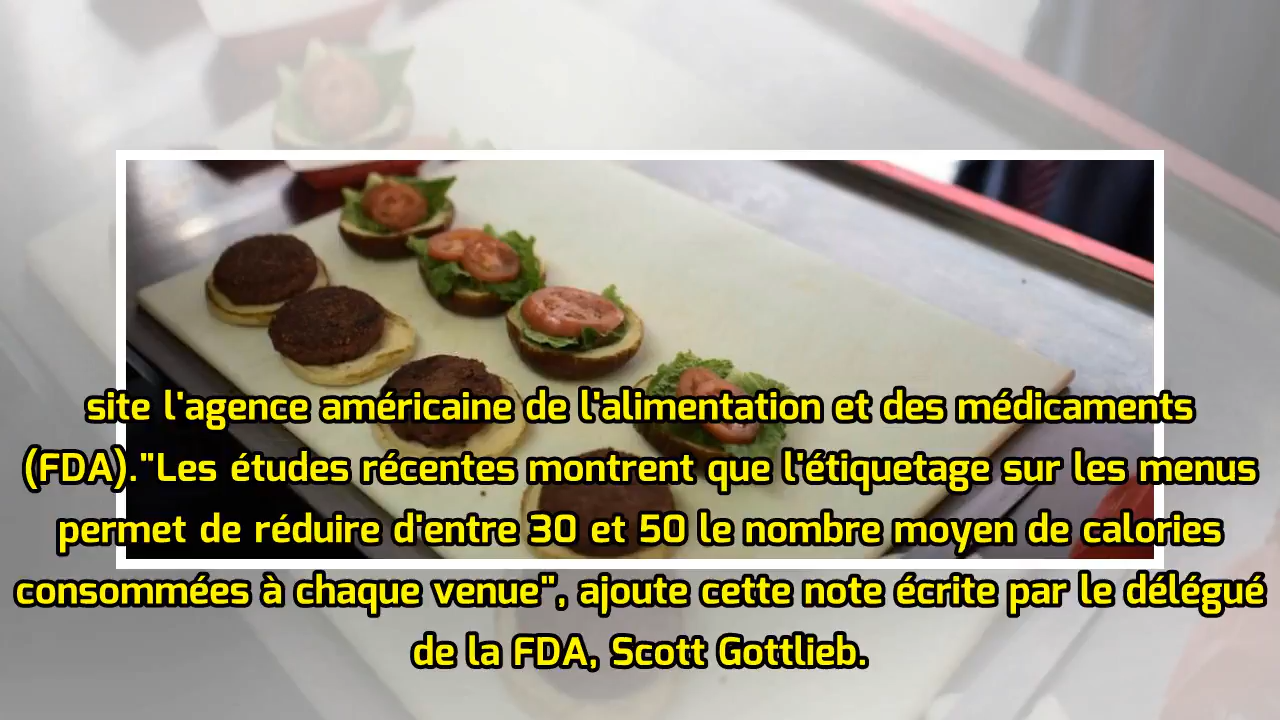 site l'agence américaine de l'alimentation et des médicaments
(FDA)."Les études récentes montrent que l'étiquetage sur les menus
permet de réduire d'entre 30 et 50 le nombre moyen de calories
consommées à chaque venue", ajoute cette note écrite par le délégué
de la FDA, Scott Gottlieb.